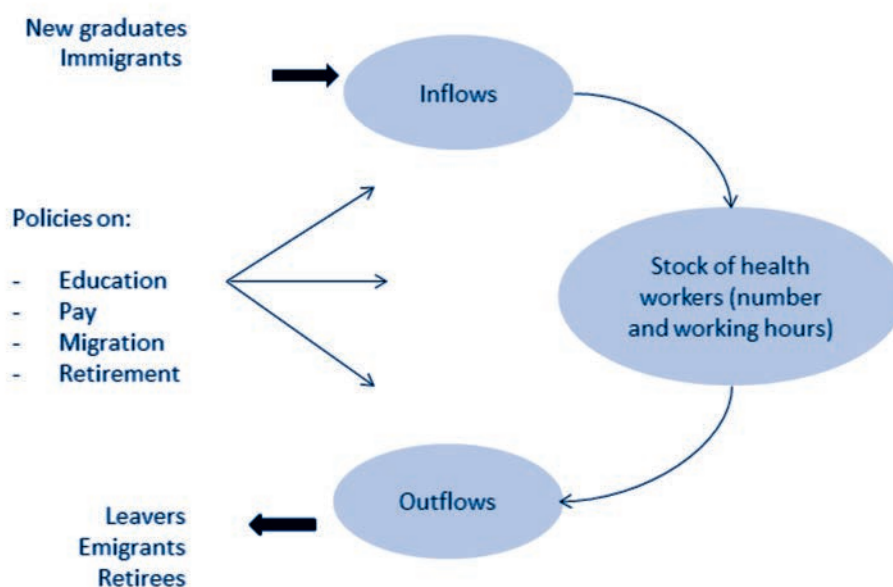 New graduates
Immigrants
Inflows
Policies on:
- Education
- Pay
- Migration
- Retirement
Stock of health
workers (number
and working hours)
Outflows
Leavers
Emigrants
Retirees